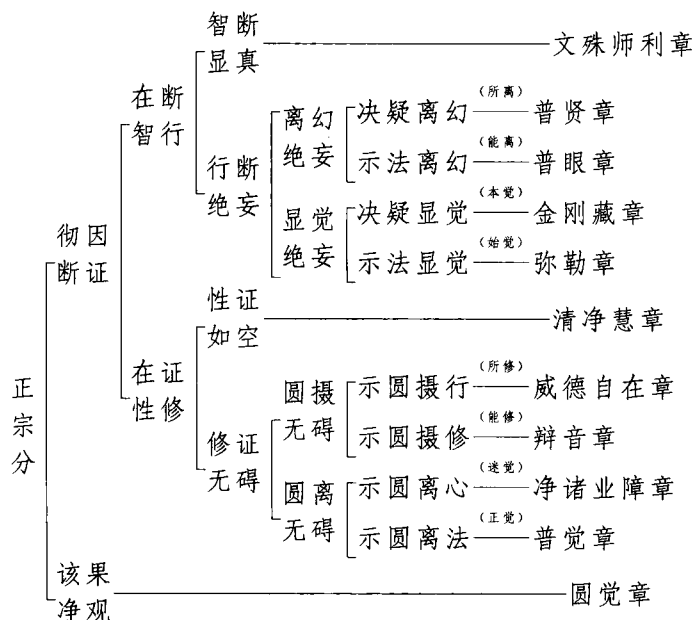 正宗分
彻因
断证
在断
智行
智断
显真
文殊师利章
行断
绝妄
离幻
绝妄
决疑离幻(所离)普贤章
示法离幻(能离)普眼章
显觉
绝妄
决疑显觉(本觉)金刚藏章
示法显觉(始觉)弥勒章
在证
性修
性证
如空
清净慧章
修证
无碍
圆摄
无碍
示圆摄行(所修)威德自在章
示圆摄修(能修)辩音章
圆离
无碍
示圆离心(迷觉)净诸业障章
示圆离法(正觉)普觉章
该果
净观
圆觉章